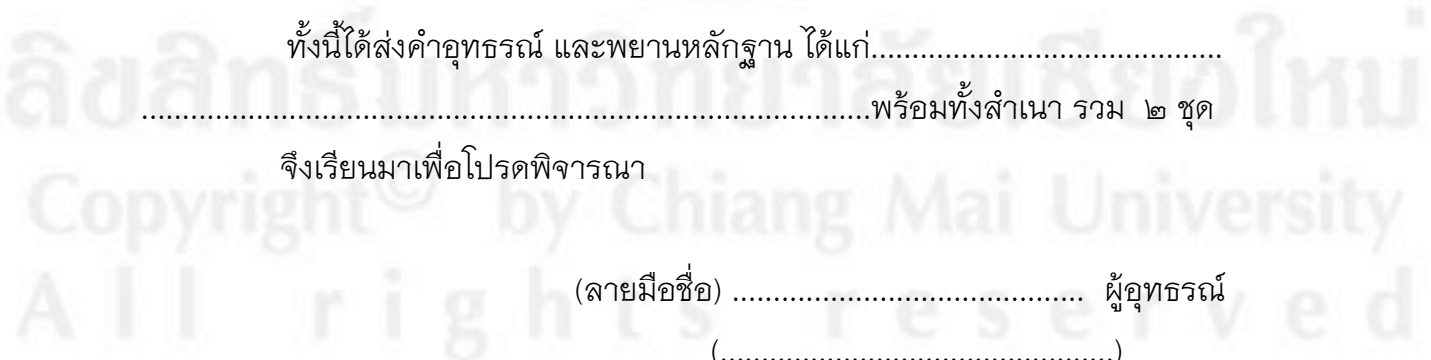 ทั้งนี้ได้ส่งคำอุทธรณ์ และพยานหลักฐาน ได้แก่...........................................
.........................................................................................พร้อมทั้งสำเนา รวม ๒ ชุด
จึงเรียนมาเพื่อโปรดพิจารณา
(ลายมือชื่อ) ........................................... ผู้อุทธรณ์
(................................................)
ลิขสิทธิ์มหาวิทยาลัยเชียงใหม่
Copyright© by Chiang Mai University
All rights reserved